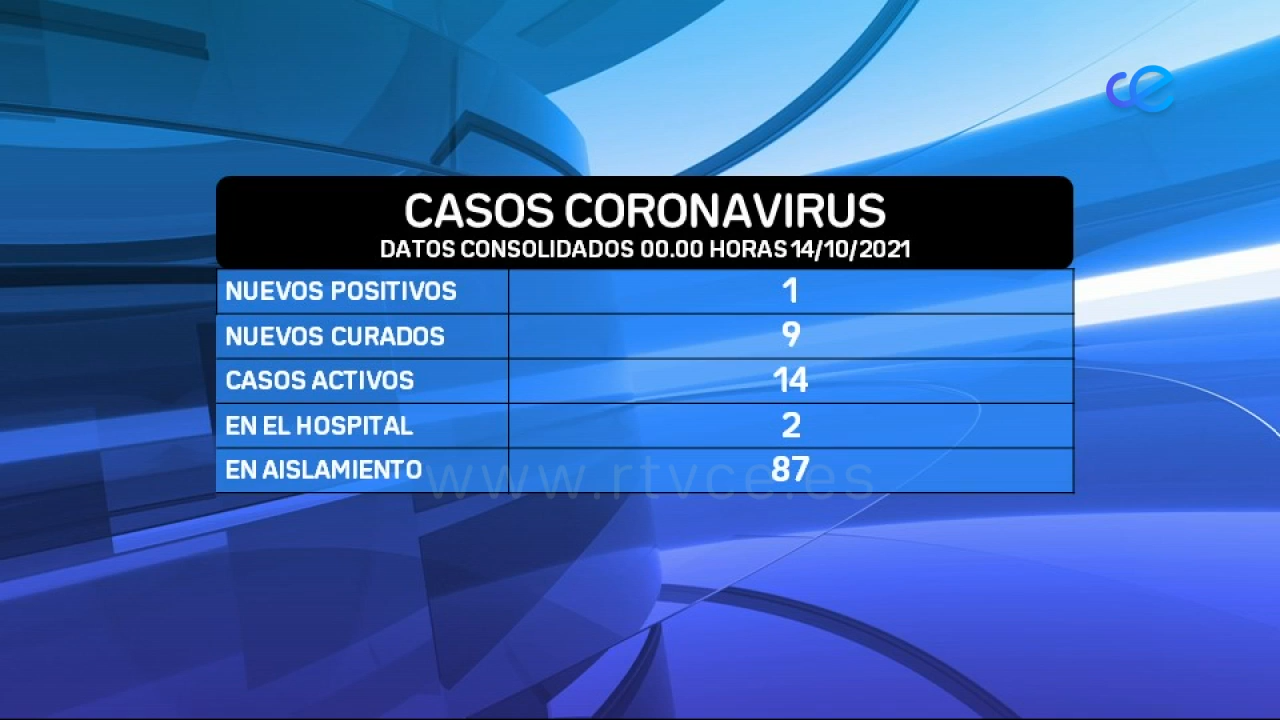 ce
CASOS CORONAVIRUS
DATOS CONSOLIDADOS 00.00 HORAS 14/10/2021
NUEVOS POSITIVOS 1
NUEVOS CURADOS 9
CASOS ACTIVOS 14
EN EL HOSPITAL 2
EN AISLAMIENTO 87
www.rtvce.es